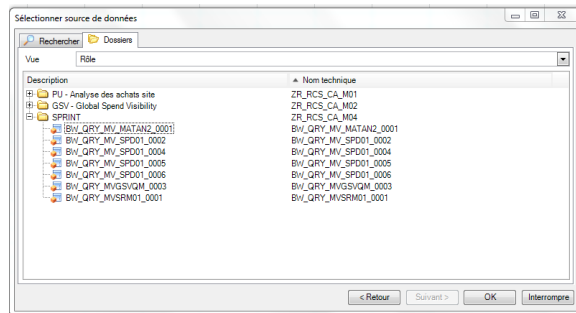 Sélectionner source de données
Rechercher Dossiers
Vue Rôle
Description Nom technique
PU - Analyse des achats site ZR_RCS_CA_M01
GSV - Global Spend Visibility ZR_RCS_CA_M02
SPRINT ZR_RCS_CA_M04
BW_QRY_MV_MATAN2_0001 BW_QRY_MV_MATAN2_0001
BW_QRY_MV_SPD01_0002 BW_QRY_MV_SPD01_0002
BW_QRY_MV_SPD01_0004 BW_QRY_MV_SPD01_0004
BW_QRY_MV_SPD01_0005 BW_QRY_MV_SPD01_0005
BW_QRY_MV_SPD01_0006 BW_QRY_MV_SPD01_0006
BW_QRY_MVGSVQM_0003 BW_QRY_MVGSVQM_0003
BW_QRY_MVSRM01_0001 BW_QRY_MVSRM01_0001
< Retour Suivant > OK Interrompre